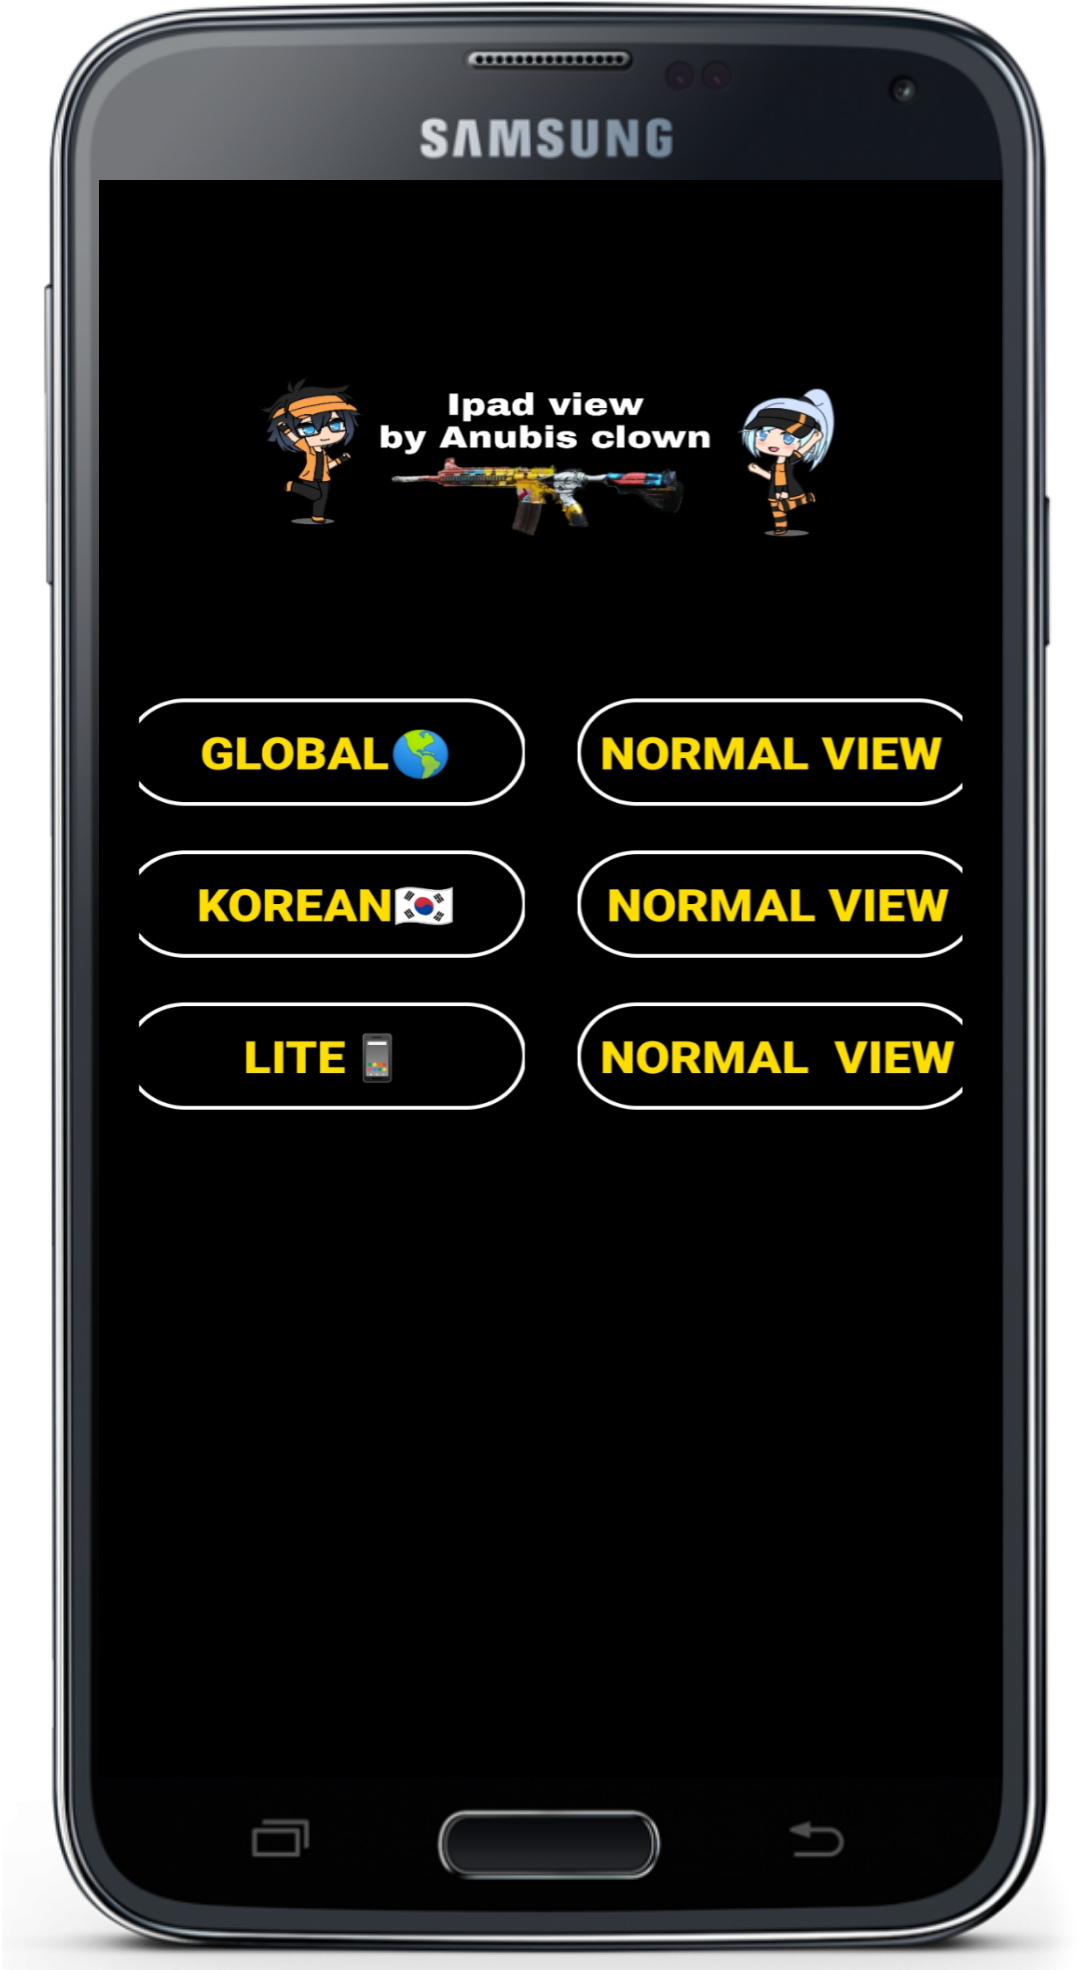 SAMSUNG
Ipad view
by Anubis clown
GLOBAL🌎
NORMAL VIEW
KOREAN🇰🇷
NORMAL VIEW
LITE📱
NORMAL VIEW